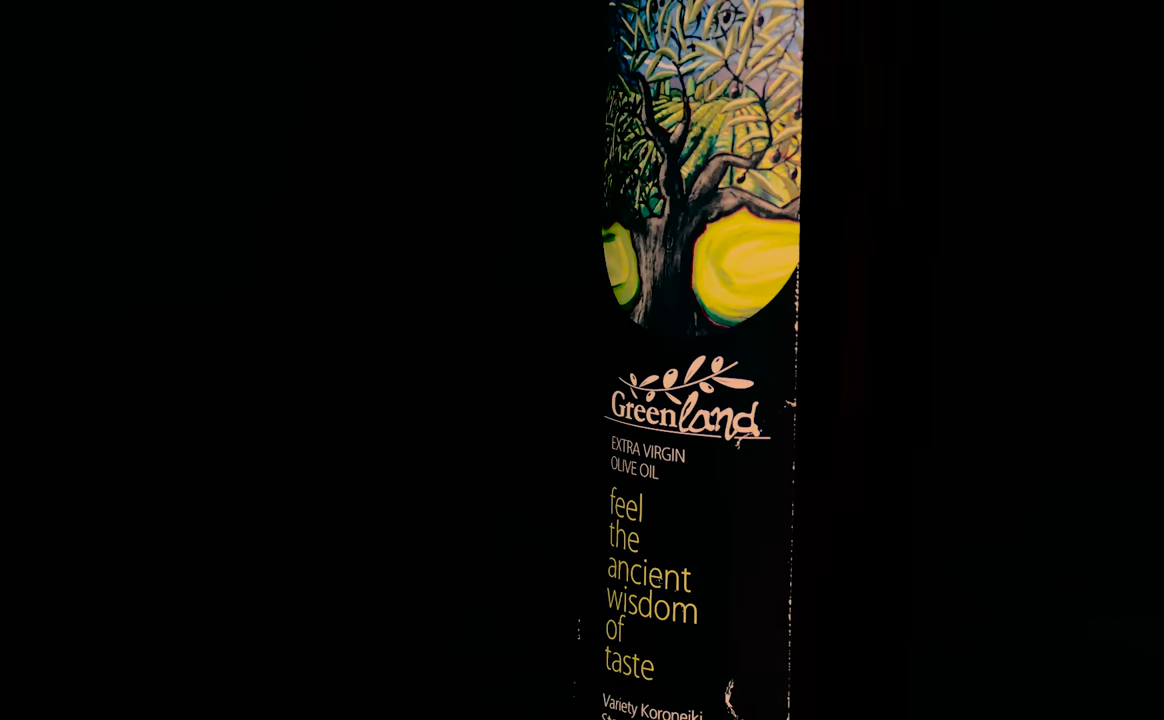 Greenland
EXTRA VIRGIN
OLIVE OIL
feel
the
ancient
wisdom
of
taste
Variety Koroneiki